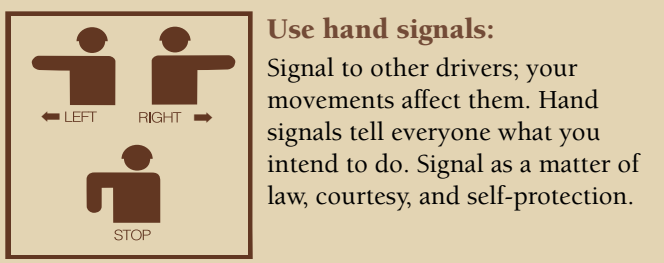 LEFT
RIGHT
STOP
Use hand signals:
Signal to other drivers; your
movements affect them. Hand
signals tell everyone what you
intend to do. Signal as a matter of
law, courtesy, and self-protection.